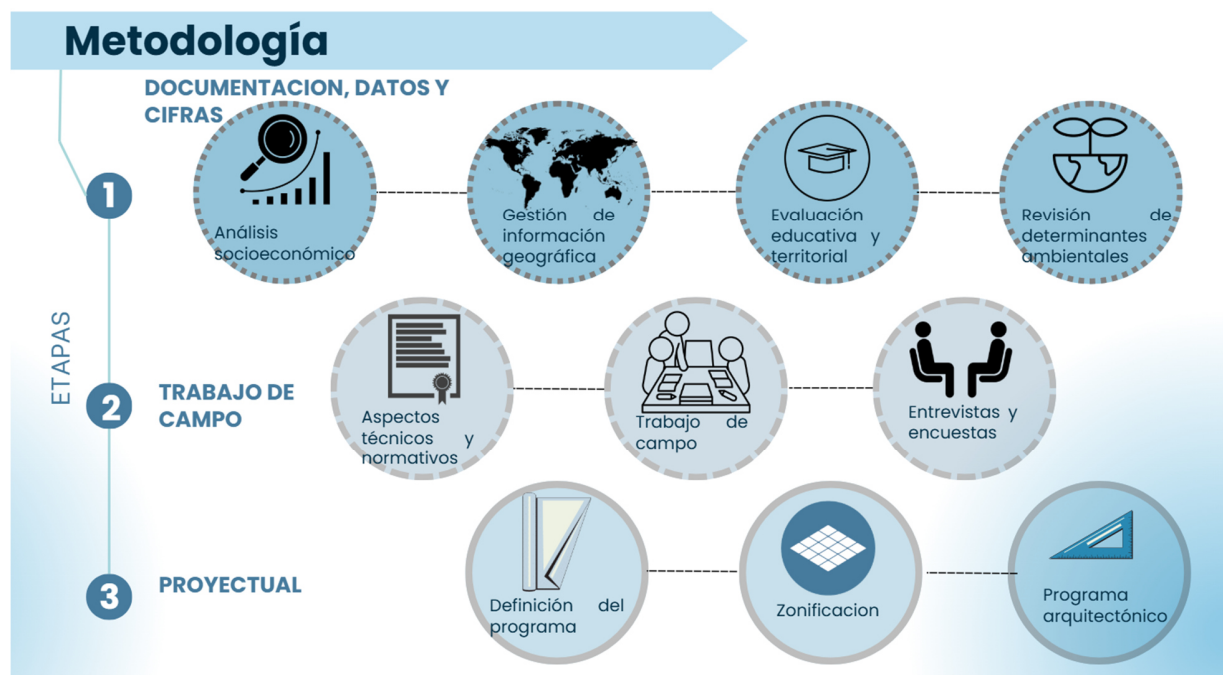 Metodología
DOCUMENTACION, DATOS Y
CIFRAS
ETAPAS
1
Análisis
socioeconómico
Gestión de
información
geográfica
Evaluación
educativa y
territorial
Revisión de
determinantes
ambientales
2
TRABAJO DE
CAMPO
Aspectos
técnicos y
normativos
Trabajo de
campo
Entrevistas y
encuestas
3
PROYECTUAL
Definición del
programa
Zonificacion
Programa
arquitectónico